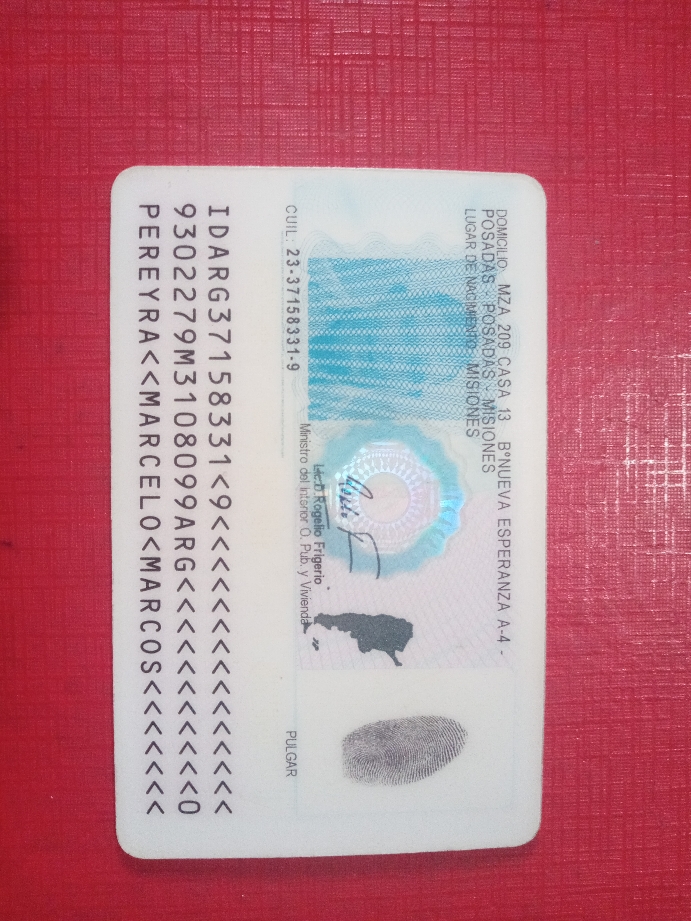 DOMICILIO: MZA 209 CASA 13 B°NUEVA ESPERANZA A-4 -
POSADAS - POSADAS - MISIONES
LUGAR DE NACIMIENTO: MISIONES
Lic. Rogelio Frigerio
Ministro del Interior O. Pub. y Vivienda
CUIL: 23-37158331-9
PULGAR
IDARG37158331<9<<<<<<<<<<<<<<<
9302279M3108099ARG<<<<<<<<<<<0
PEREYRA<<MARCELO<MARCOS<<<<<<<